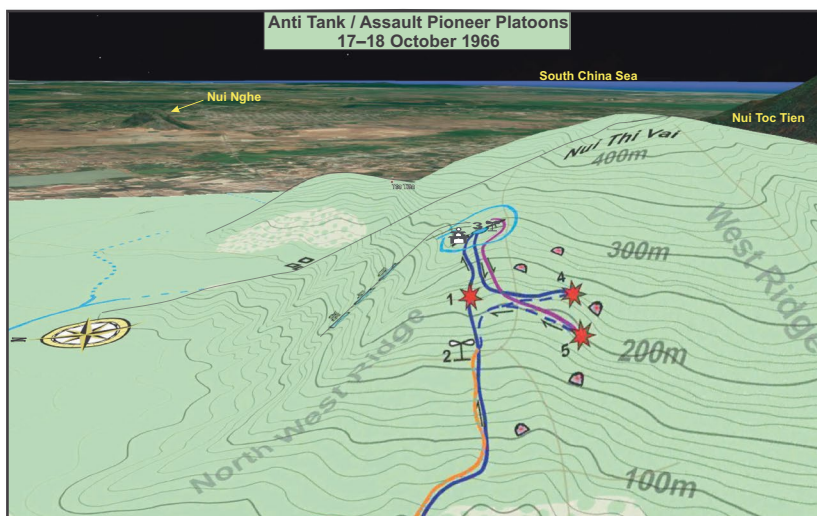 Anti Tank / Assault Pioneer Platoons
17–18 October 1966
South China Sea
Nui Nghe
Nui Toc Tien
Nui Thi Vai
400m
West Ridge
3
300m
4
1
N
2
5
200m
North West Ridge
100m